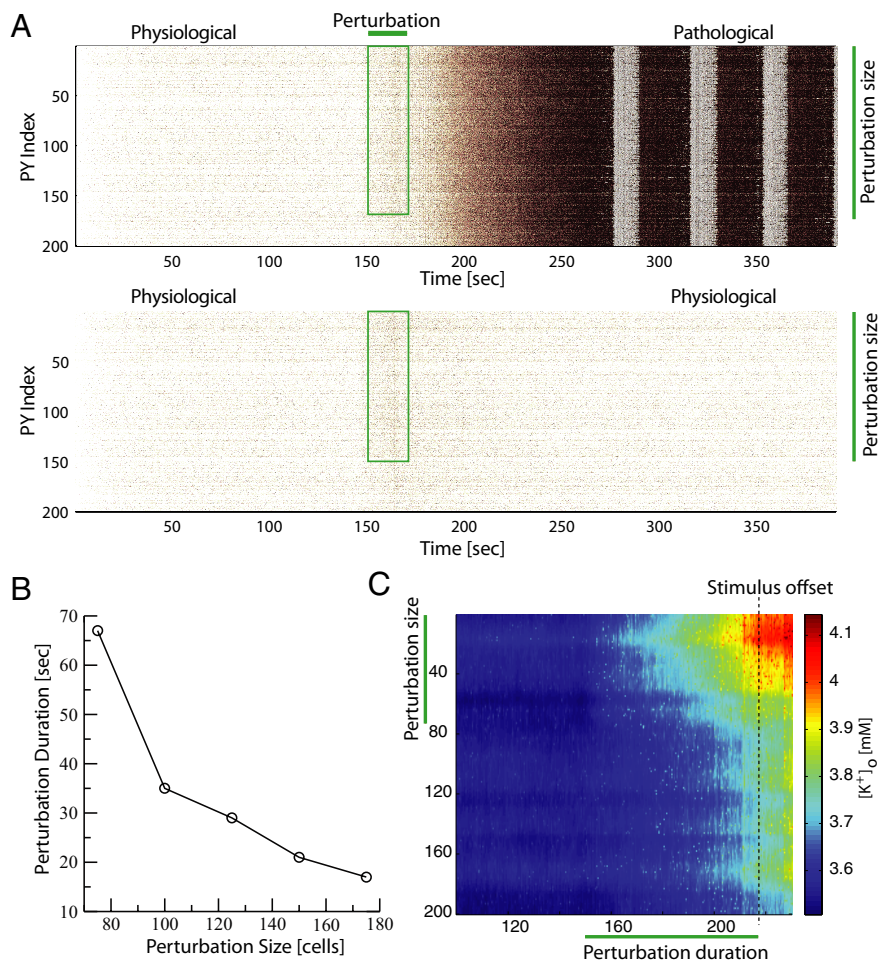 A
Physiological
Perturbation
Pathological
50
100
150
200
PY Index
Perturbation size
50
100
150
200
250
300
350
Time [sec]
Physiological
Physiological
50
100
150
200
PY Index
Perturbation size
50
100
150
200
250
300
350
Time [sec]
B
70
60
50
40
30
20
10
Perturbation Duration [sec]
80
100
120
140
160
180
Perturbation Size [cells]
C
Stimulus offset
Perturbation size
40
80
120
160
200
120
160
200
Perturbation duration
4.1
4
3.9
3.8
3.7
3.6
[K+]o [mM]